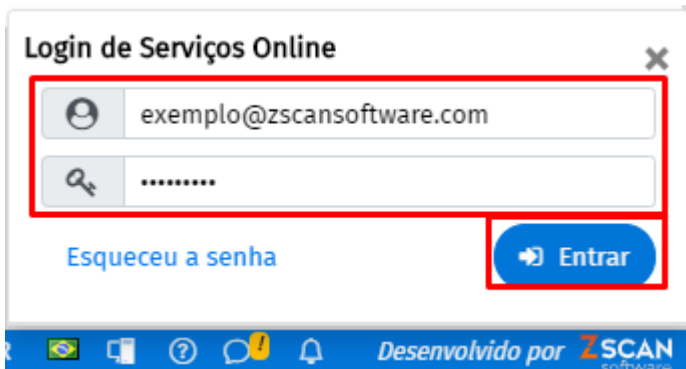 Login de Serviços Online
exemplo@zscansoftware.com
•••••••••
Esqueceu a senha
Entrar
Desenvolvido por ZSCAN
software